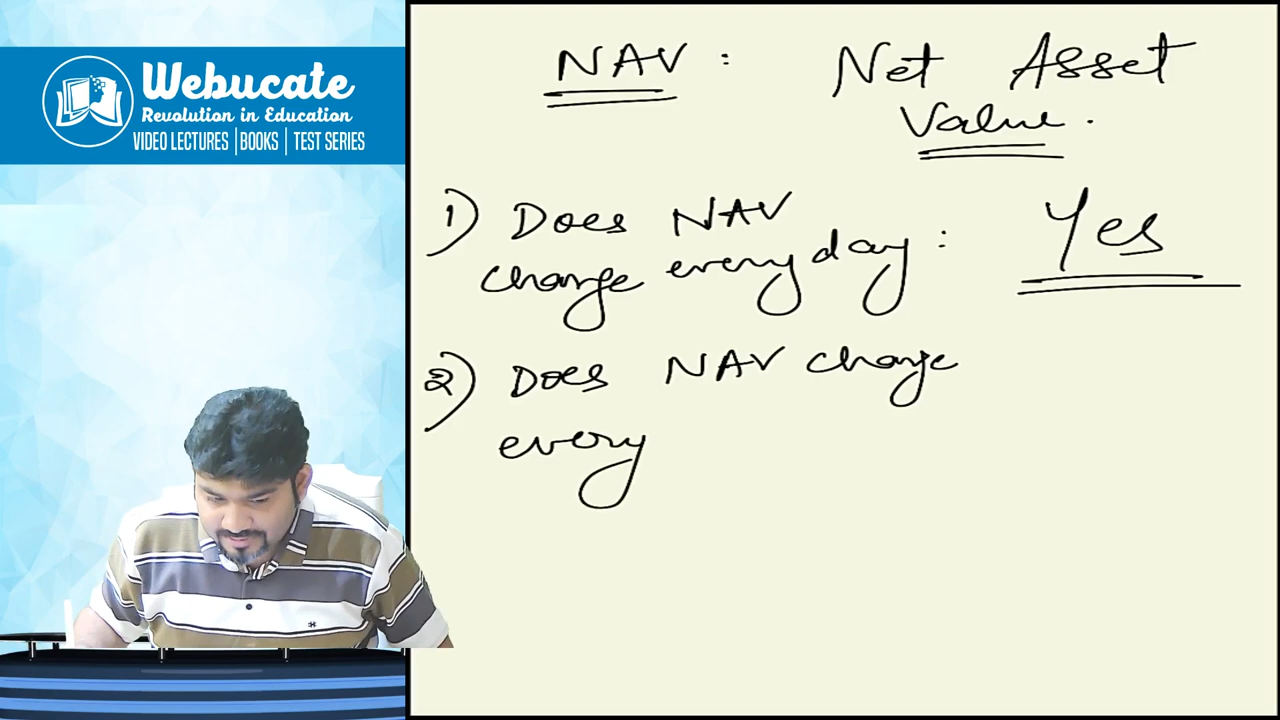 Webucate
Revolution in Education
VIDEO LECTURES | BOOKS | TEST SERIES
NAV : Net Asset
Value.
1) Does NAV
change everyday : Yes
2) Does NAV change
every